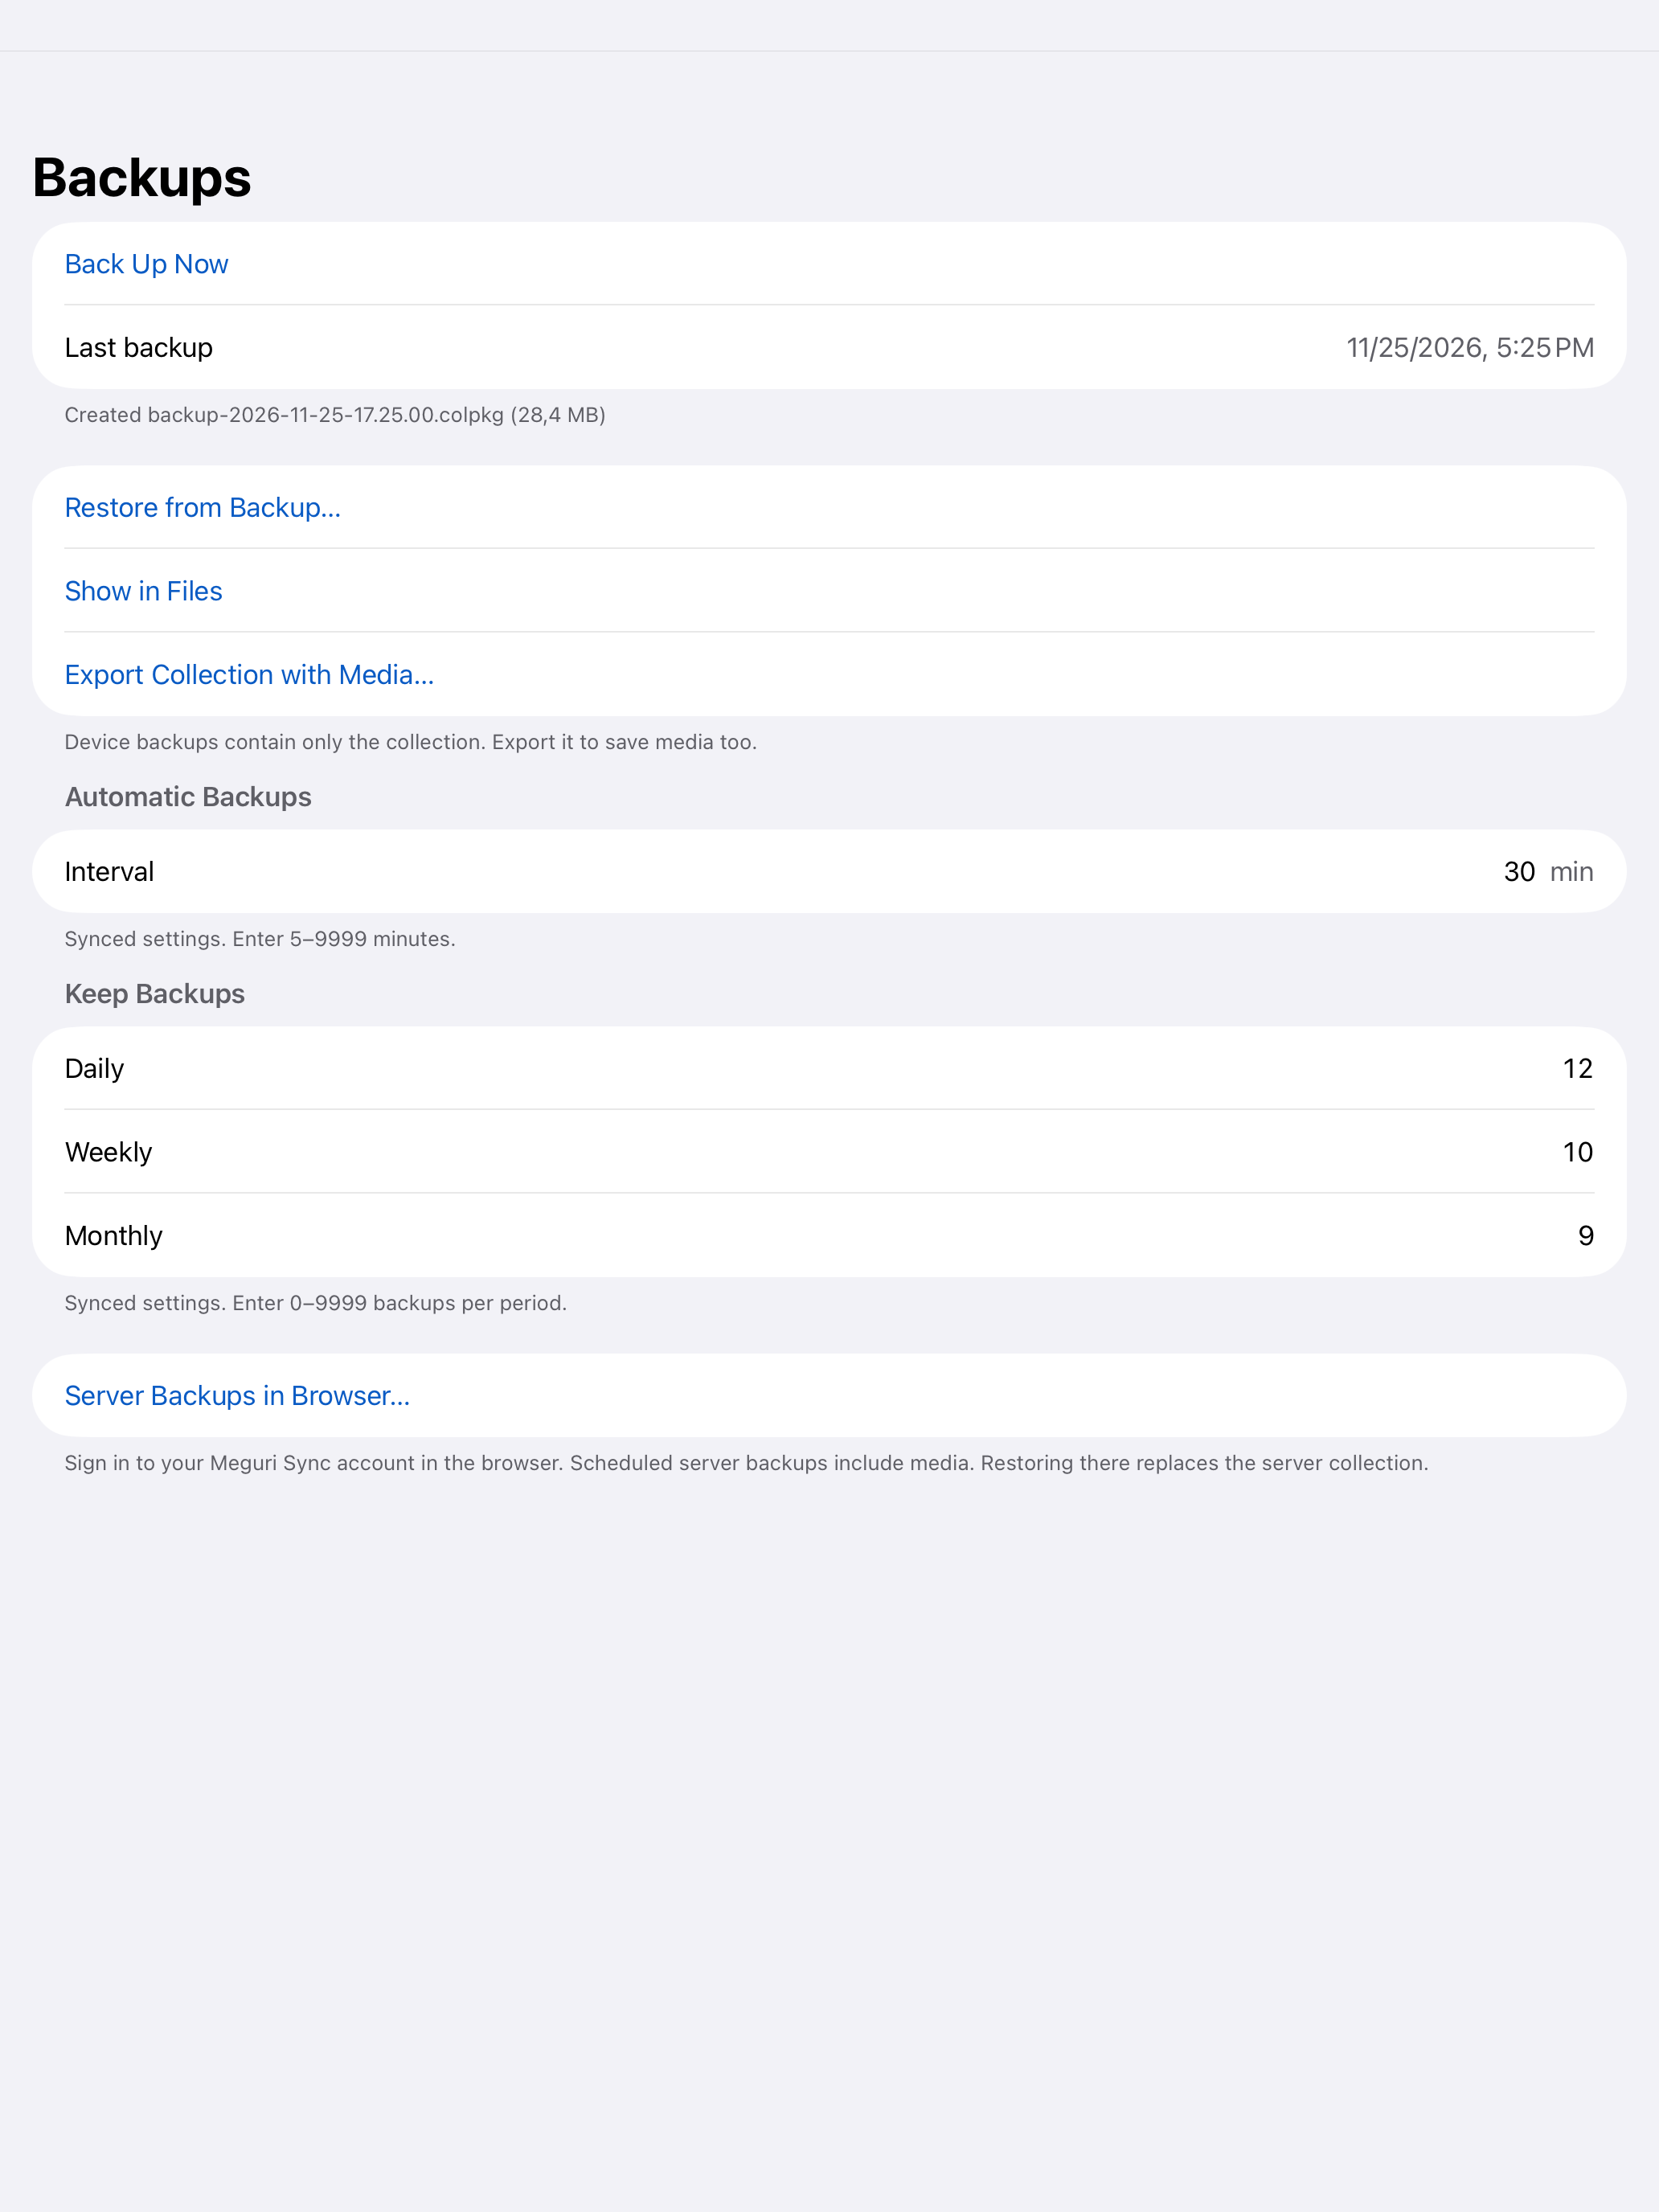 Backups
Back Up Now
Last backup 11/25/2026, 5:25 PM
Created backup-2026-11-25-17.25.00.colpkg (28,4 MB)
Restore from Backup...
Show in Files
Export Collection with Media...
Device backups contain only the collection. Export it to save media too.
Automatic Backups
Interval 30 min
Synced settings. Enter 5–9999 minutes.
Keep Backups
Daily 12
Weekly 10
Monthly 9
Synced settings. Enter 0–9999 backups per period.
Server Backups in Browser...
Sign in to your Meguri Sync account in the browser. Scheduled server backups include media. Restoring there replaces the server collection.